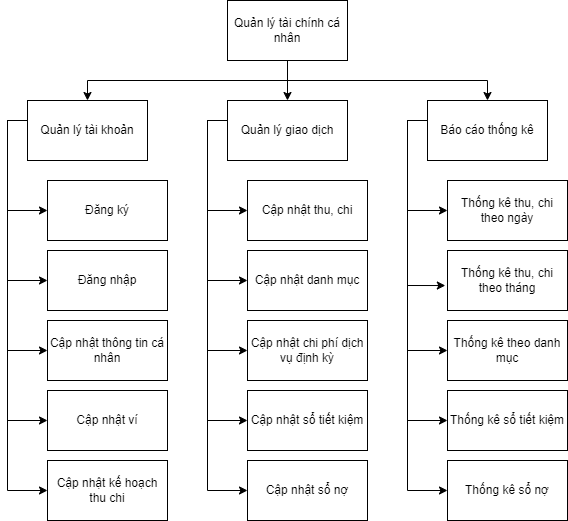 Quản lý tài chính cá
nhân
Quản lý tài khoản
Quản lý giao dịch
Báo cáo thống kê
Đăng ký
Đăng nhập
Cập nhật thông tin cá
nhân
Cập nhật ví
Cập nhật kế hoạch
thu chi
Cập nhật thu, chi
Cập nhật danh mục
Cập nhật chi phí dịch
vụ định kỳ
Cập nhật sổ tiết kiệm
Cập nhật sổ nợ
Thống kê thu, chi
theo ngày
Thống kê thu, chi
theo tháng
Thống kê theo danh
mục
Thống kê sổ tiết kiệm
Thống kê sổ nợ